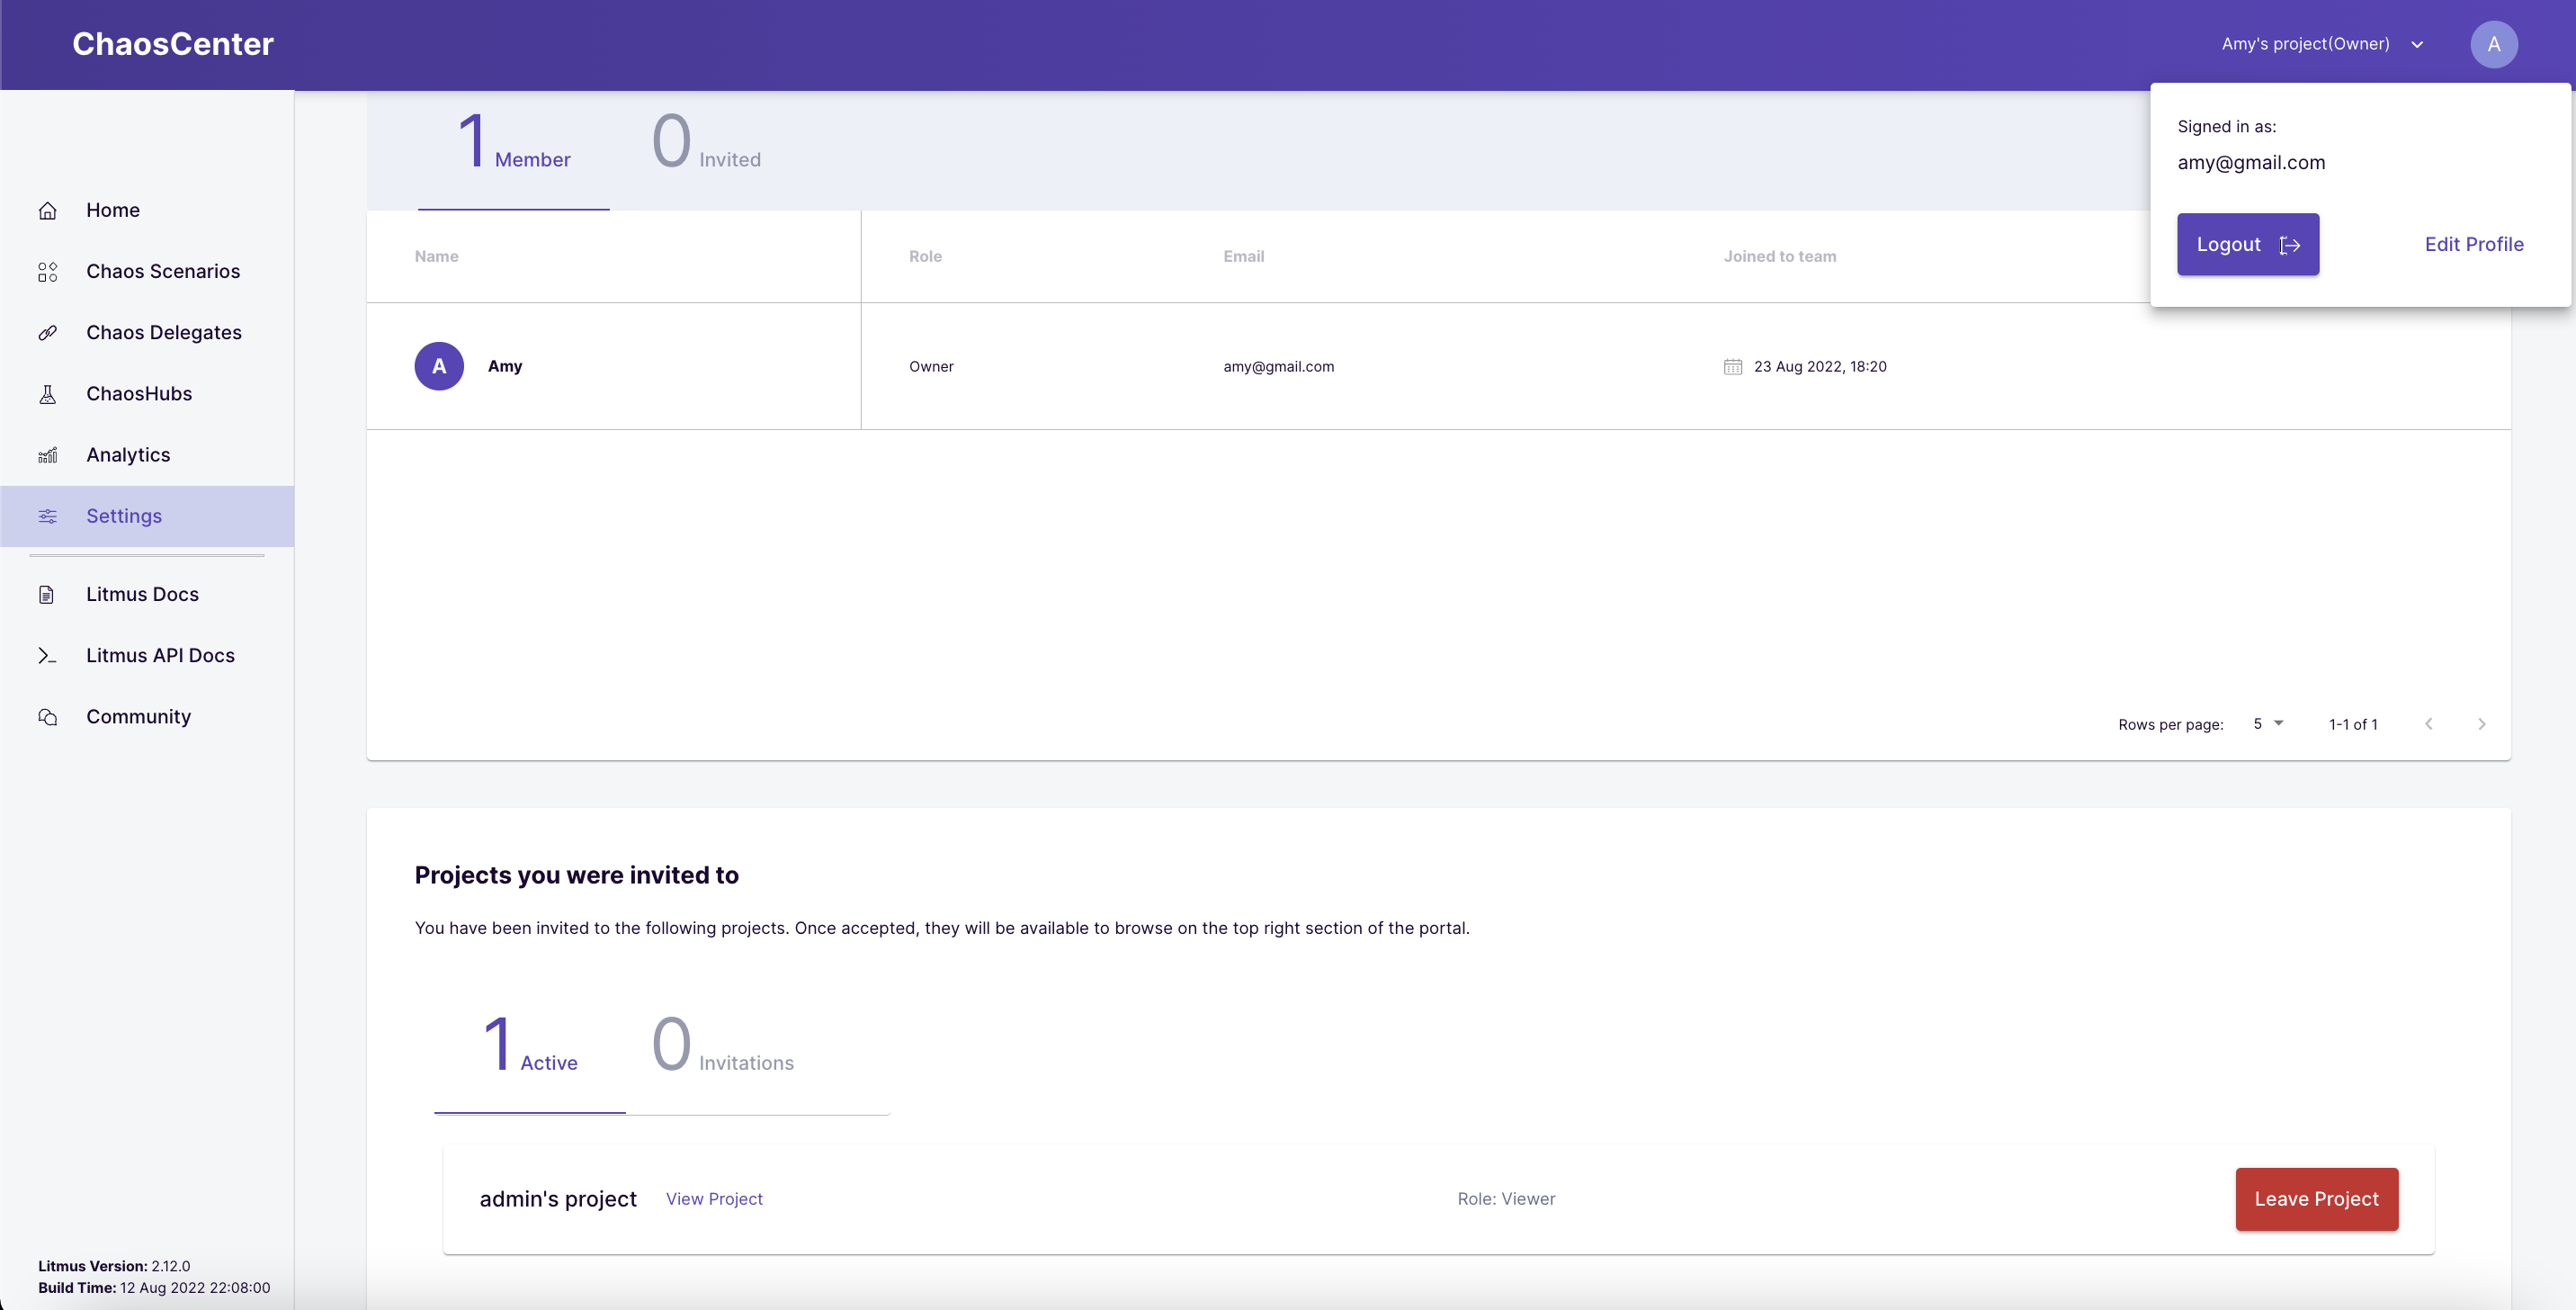 ChaosCenter
Amy's project(Owner)
A
Signed in as:
amy@gmail.com
Logout
Edit Profile
Home
Chaos Scenarios
Chaos Delegates
ChaosHubs
Analytics
Settings
Litmus Docs
Litmus API Docs
Community
Litmus Version: 2.12.0
Build Time: 12 Aug 2022 22:08:00
1 Member 0 Invited
Name Role Email Joined to team
A Amy Owner amy@gmail.com 23 Aug 2022, 18:20
Rows per page: 5 1-1 of 1
Projects you were invited to
You have been invited to the following projects. Once accepted, they will be available to browse on the top right section of the portal.
1 Active 0 Invitations
admin's project View Project Role: Viewer Leave Project